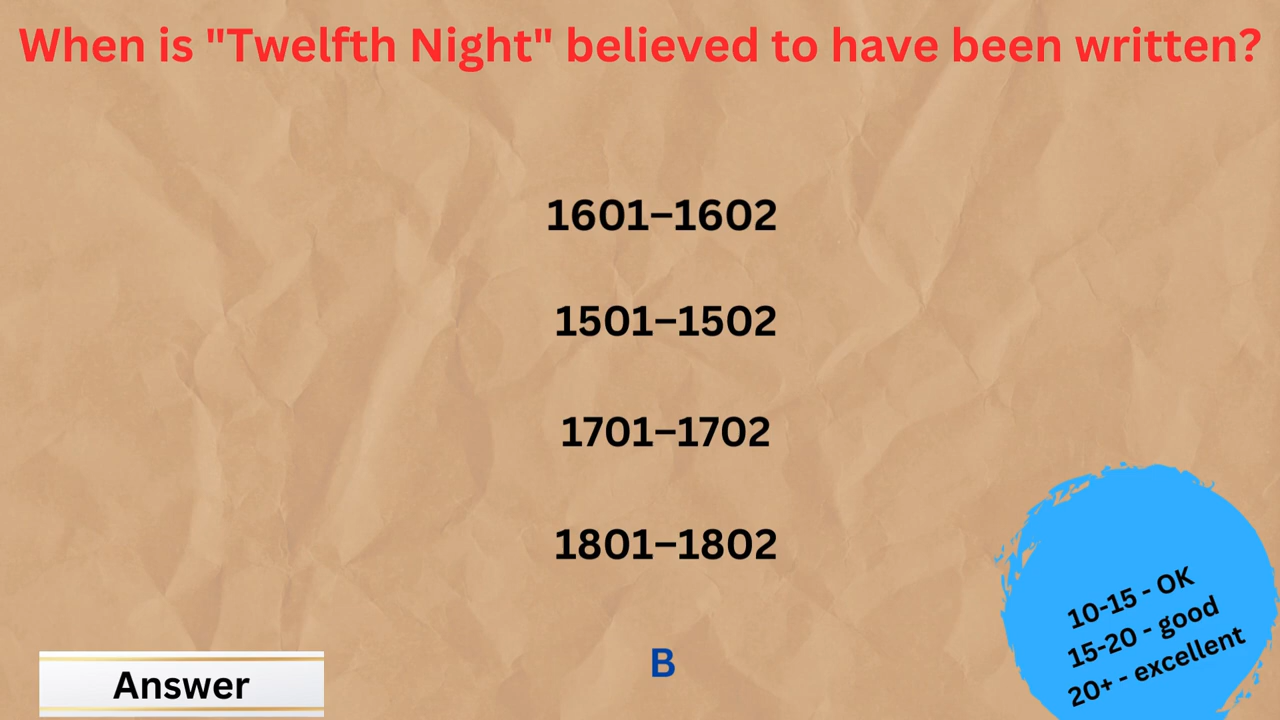 When is "Twelfth Night" believed to have been written?
1601–1602
1501–1502
1701–1702
1801–1802
10-15 - OK
15-20 - good
20+ - excellent
Answer
B